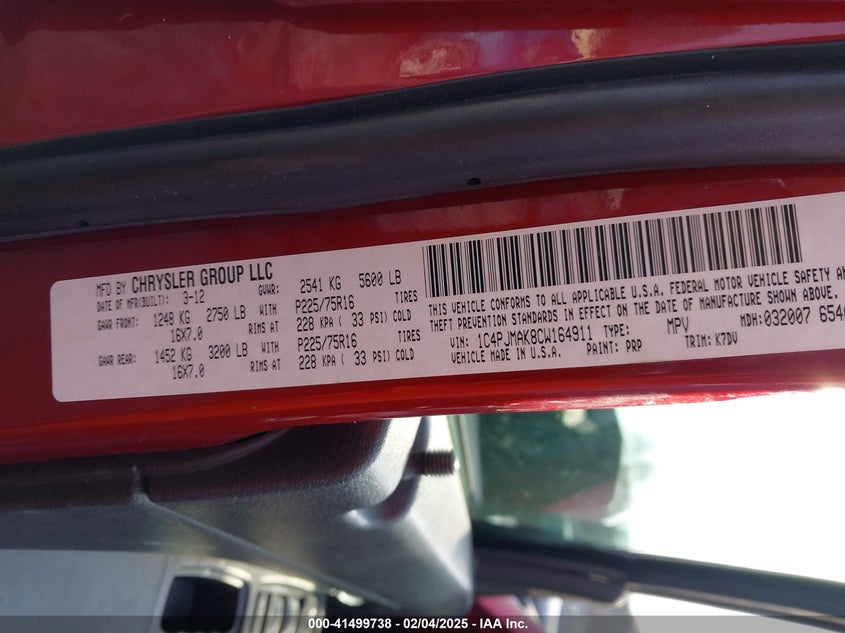 MFD BY CHRYSLER GROUP LLC
DATE OF MFR(BUILT): 3-12 GVWR: 2541 KG 5600 LB
GAWR FRONT: 1248 KG 2750 LB WITH P225/75R16 TIRES
16X7.0 RIMS AT 228 KPA ( 33 PSI) COLD
GAWR REAR: 1452 KG 3200 LB WITH P225/75R16 TIRES
16X7.0 RIMS AT 228 KPA ( 33 PSI) COLD
THIS VEHICLE CONFORMS TO ALL APPLICABLE U.S.A. FEDERAL MOTOR VEHICLE SAFETY AN
THEFT PREVENTION STANDARDS IN EFFECT ON THE DATE OF MANUFACTURE SHOWN ABOVE.
VIN: 1C4PJMAK8CW164911 TYPE: MPV MDH: 032007 654
VEHICLE MADE IN U.S.A. PAINT: PRP TRIM: K7DV
000-41499738 - 02/04/2025 - IAA Inc.